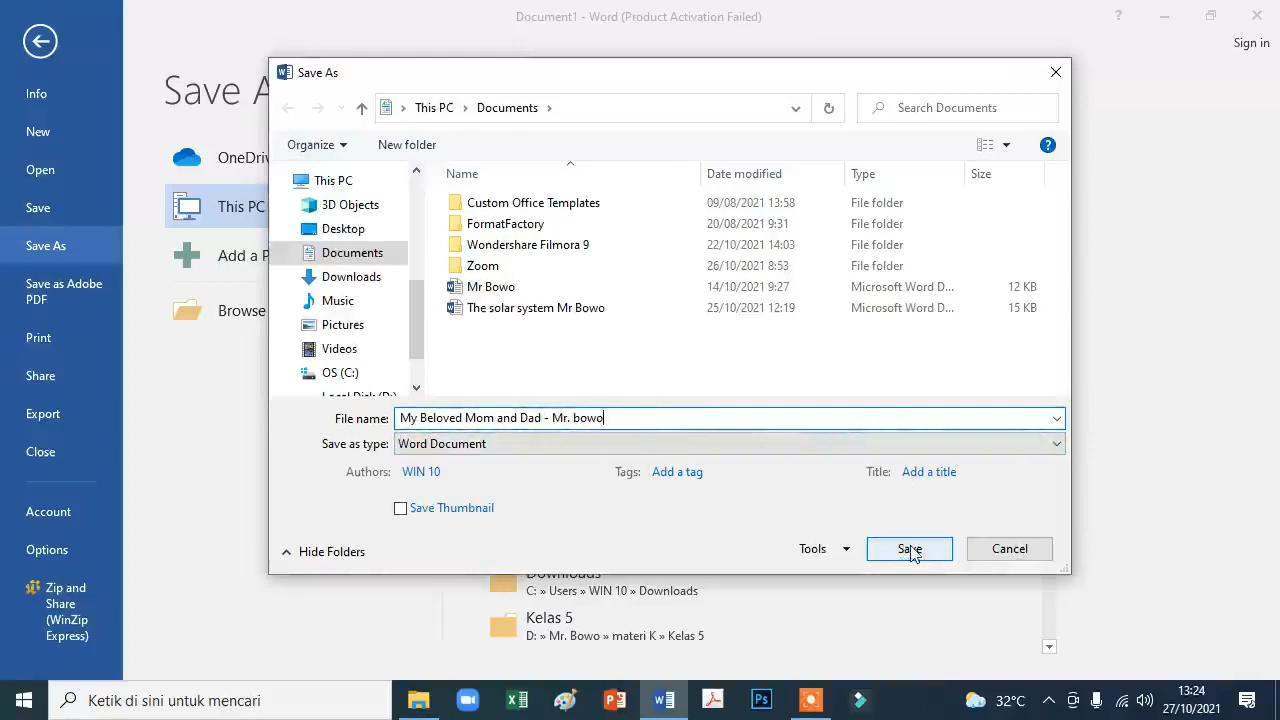 Document1 - Word (Product Activation Failed)
?
Sign in
Info
New
Open
Save
Save As
Save as Adobe
PDF
Print
Share
Export
Close
Account
Options
Zip and
Share
(WinZip
Express)
Save A
OneDriv
This PC
Add a P
Browse
Save As
This PC > Documents >
Search Documents
Organize
New folder
?
This PC
3D Objects
Desktop
Documents
Downloads
Music
Pictures
Videos
OS (C:)
Local Disk (D:)
Name Date modified Type Size
Custom Office Templates 09/08/2021 13:58 File folder
FormatFactory 20/08/2021 9:31 File folder
Wondershare Filmora 9 22/10/2021 14:03 File folder
Zoom 26/10/2021 8:53 File folder
Mr Bowo 14/10/2021 9:27 Microsoft Word D... 12 KB
The solar system Mr Bowo 25/10/2021 12:19 Microsoft Word D... 15 KB
File name: My Beloved Mom and Dad - Mr. bowo
Save as type: Word Document
Authors: WIN 10 Tags: Add a tag Title: Add a title
Save Thumbnail
Hide Folders
Tools
Save
Cancel
Downloads
C: » Users » WIN 10 » Downloads
Kelas 5
D: » Mr. Bowo » materi K » Kelas 5
Ketik di sini untuk mencari
32°C
13:24
27/10/2021